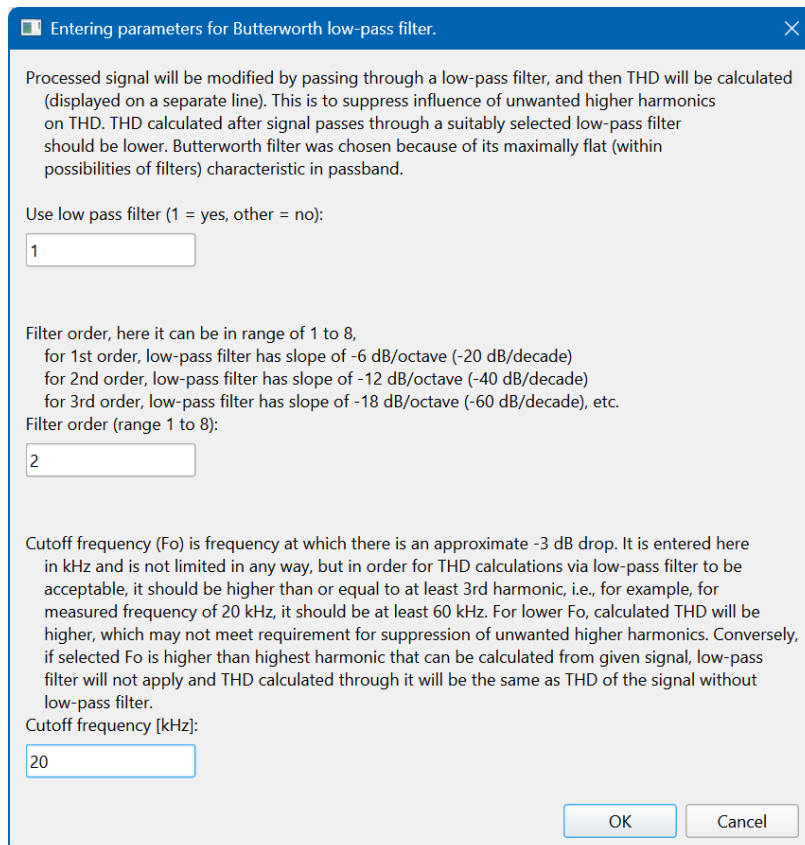 Entering parameters for Butterworth low-pass filter.
Processed signal will be modified by passing through a low-pass filter, and then THD will be calculated
(displayed on a separate line). This is to suppress influence of unwanted higher harmonics
on THD. THD calculated after signal passes through a suitably selected low-pass filter
should be lower. Butterworth filter was chosen because of its maximally flat (within
possibilities of filters) characteristic in passband.
Use low pass filter (1 = yes, other = no):
1
Filter order, here it can be in range of 1 to 8,
for 1st order, low-pass filter has slope of -6 dB/octave (-20 dB/decade)
for 2nd order, low-pass filter has slope of -12 dB/octave (-40 dB/decade)
for 3rd order, low-pass filter has slope of -18 dB/octave (-60 dB/decade), etc.
Filter order (range 1 to 8):
2
Cutoff frequency (Fo) is frequency at which there is an approximate -3 dB drop. It is entered here
in kHz and is not limited in any way, but in order for THD calculations via low-pass filter to be
acceptable, it should be higher than or equal to at least 3rd harmonic, i.e., for example, for
measured frequency of 20 kHz, it should be at least 60 kHz. For lower Fo, calculated THD will be
higher, which may not meet requirement for suppression of unwanted higher harmonics. Conversely,
if selected Fo is higher than highest harmonic that can be calculated from given signal, low-pass
filter will not apply and THD calculated through it will be the same as THD of the signal without
low-pass filter.
Cutoff frequency [kHz]:
20
OK
Cancel